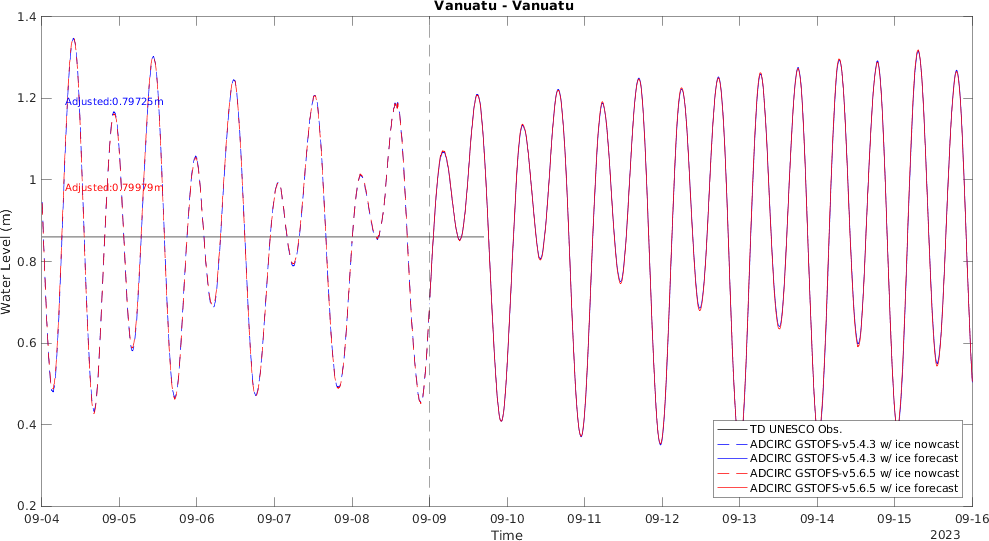 Vanuatu - Vanuatu
1.4
1.2
1
0.8
0.6
0.4
0.2
Water Level (m)
Adjusted:0.79725m
Adjusted:0.79979m
TD UNESCO Obs.
ADCIRC GSTOFS-v5.4.3 w/ ice nowcast
ADCIRC GSTOFS-v5.4.3 w/ ice forecast
ADCIRC GSTOFS-v5.6.5 w/ ice nowcast
ADCIRC GSTOFS-v5.6.5 w/ ice forecast
09-04 09-05 09-06 09-07 09-08 09-09 09-10 09-11 09-12 09-13 09-14 09-15 09-16
Time
2023